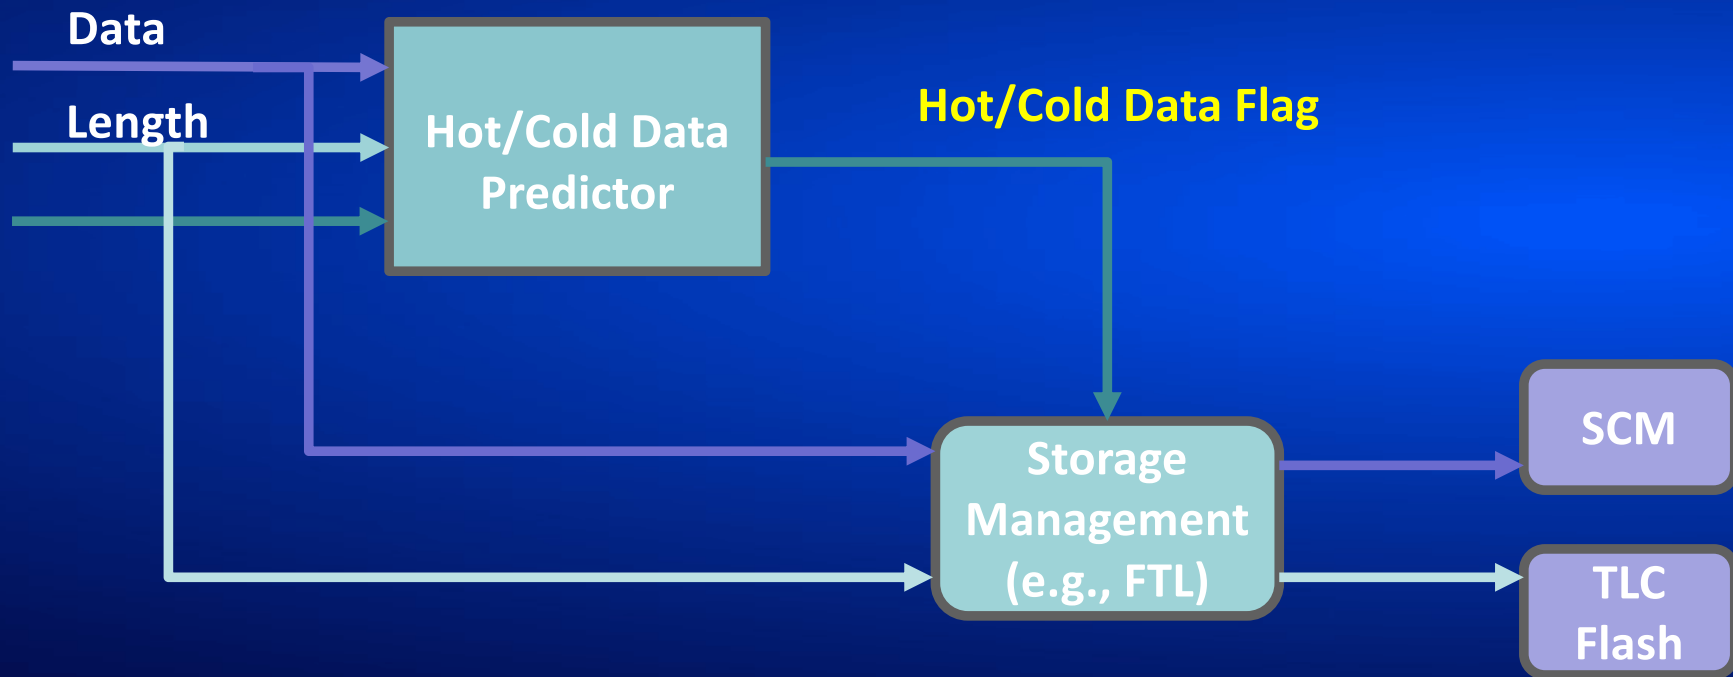 Data
Length
Hot/Cold Data
Predictor
Hot/Cold Data Flag
Storage
Management
(e.g., FTL)
SCM
TLC
Flash